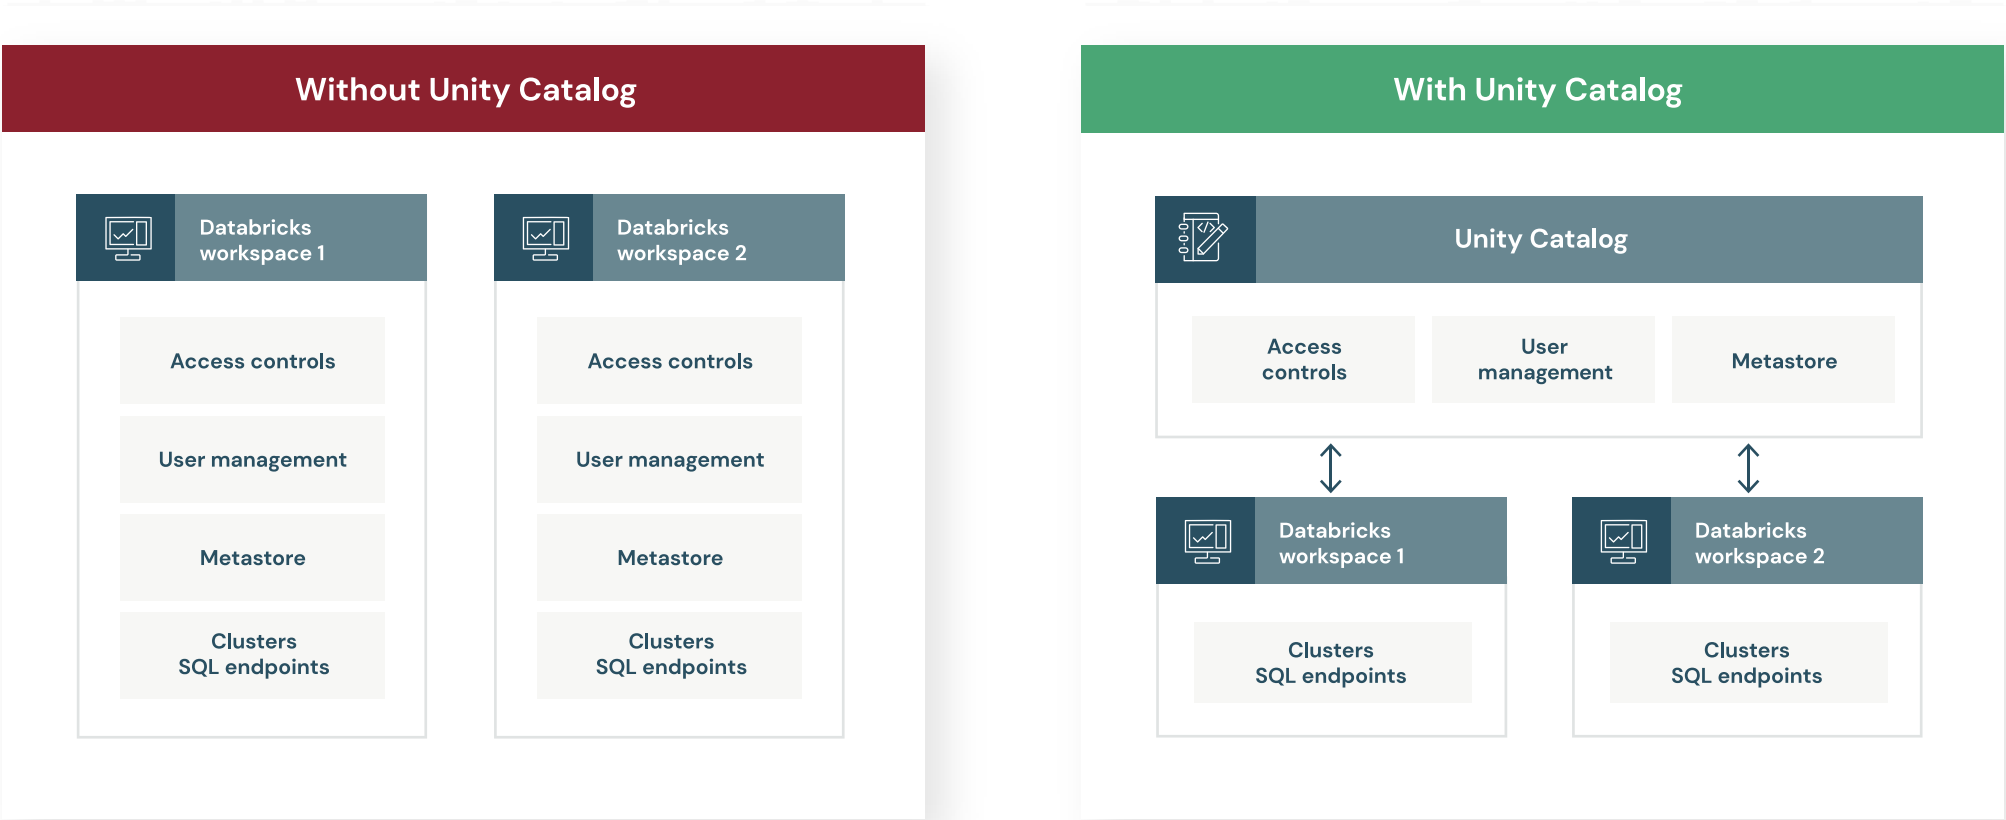 Without Unity Catalog
Databricks
workspace 1
Access controls
User management
Metastore
Clusters
SQL endpoints
Databricks
workspace 2
Access controls
User management
Metastore
Clusters
SQL endpoints
With Unity Catalog
</>
Unity Catalog
Access
controls
User
management
Metastore
Databricks
workspace 1
Clusters
SQL endpoints
Databricks
workspace 2
Clusters
SQL endpoints